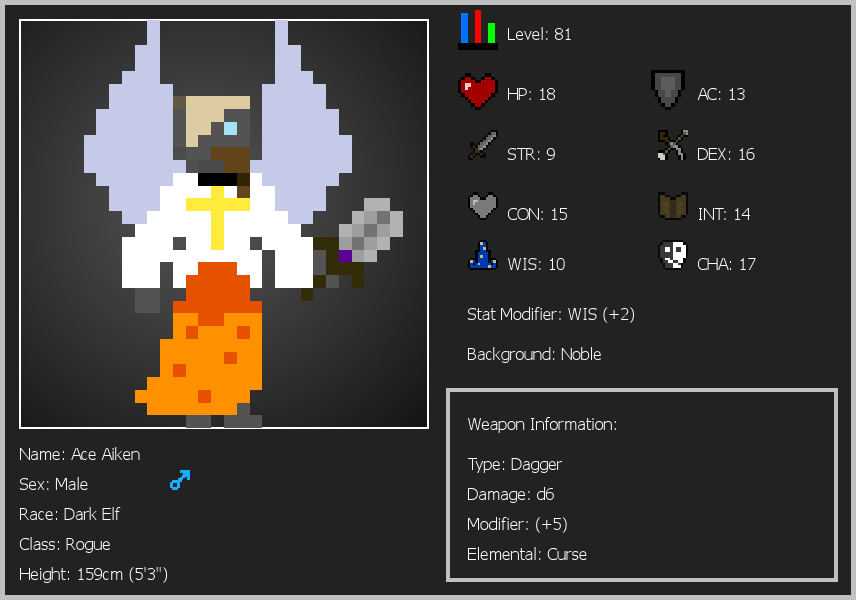 Level: 81
HP: 18
AC: 13
STR: 9
DEX: 16
CON: 15
INT: 14
WIS: 10
CHA: 17
Stat Modifier: WIS (+2)
Background: Noble
Weapon Information:
Type: Dagger
Damage: d6
Modifier: (+5)
Elemental: Curse
Name: Ace Aiken
Sex: Male
Race: Dark Elf
Class: Rogue
Height: 159cm (5'3")